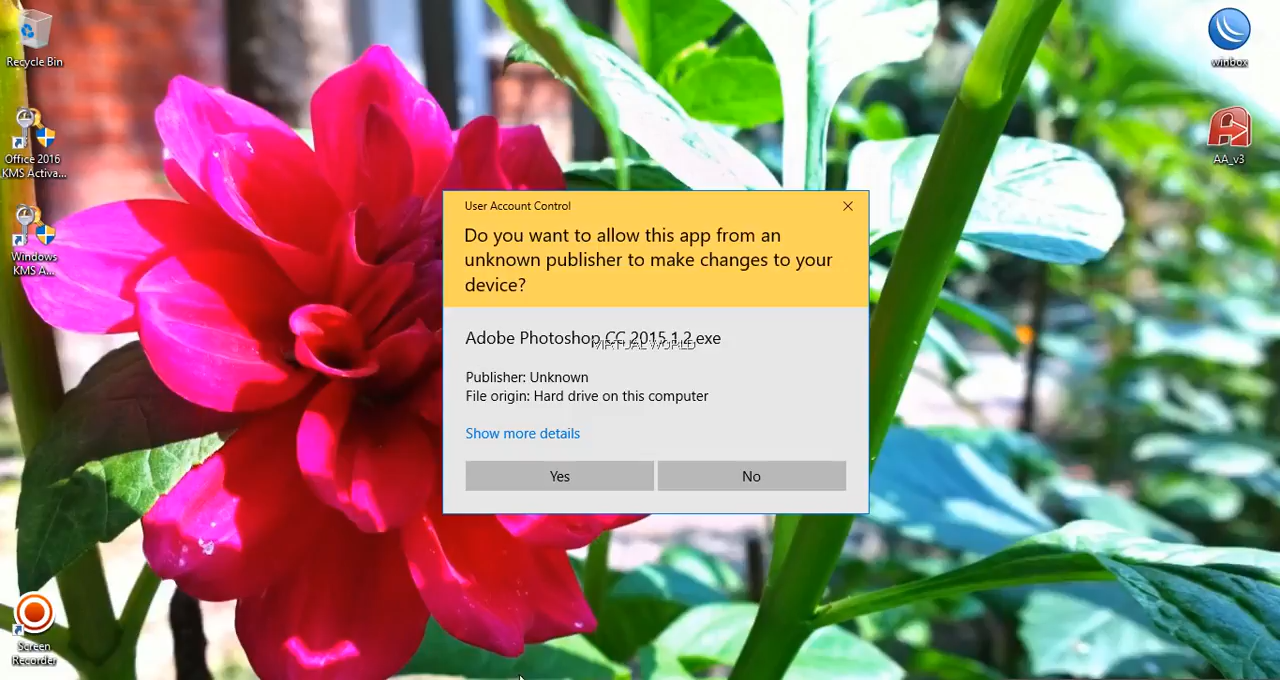 Recycle Bin
winbox
Office 2016
KMS Activa...
AA_v3
Windows
KMS A...
User Account Control
Do you want to allow this app from an
unknown publisher to make changes to your
device?
Adobe Photoshop CC 2015.1.2.exe
VIRTUAL WORLD
Publisher: Unknown
File origin: Hard drive on this computer
Show more details
Yes
No
Screen
Recorder